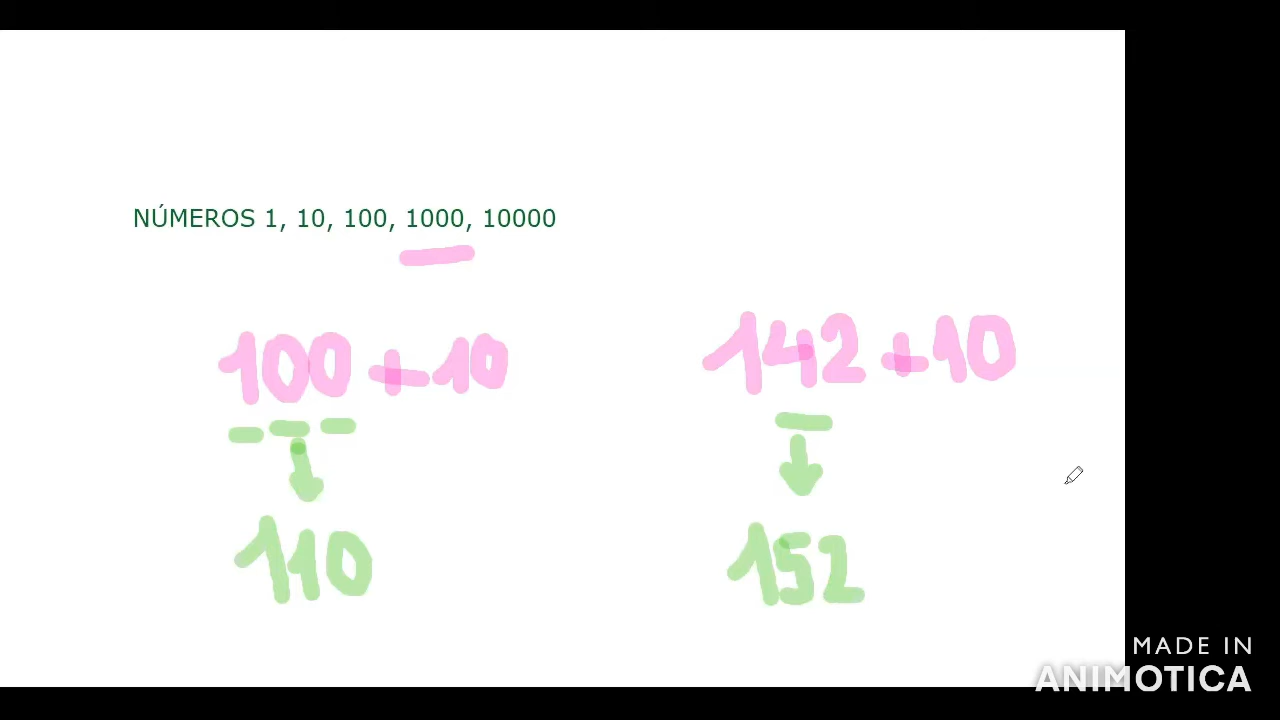 NÚMEROS 1, 10, 100, 1000, 10000
100 + 10
142 + 10
110
152
MADE IN
ANIMOTICA